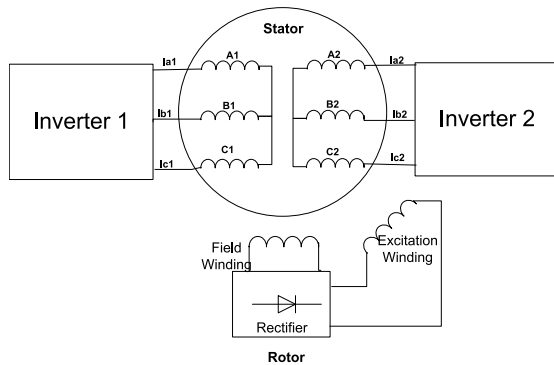 Stator
Ia1
A1
A2
Ia2
Inverter 1
Ib1
B1
B2
Ib2
Inverter 2
Ic1
C1
C2
Ic2
Field
Winding
Excitation
Winding
Rectifier
Rotor